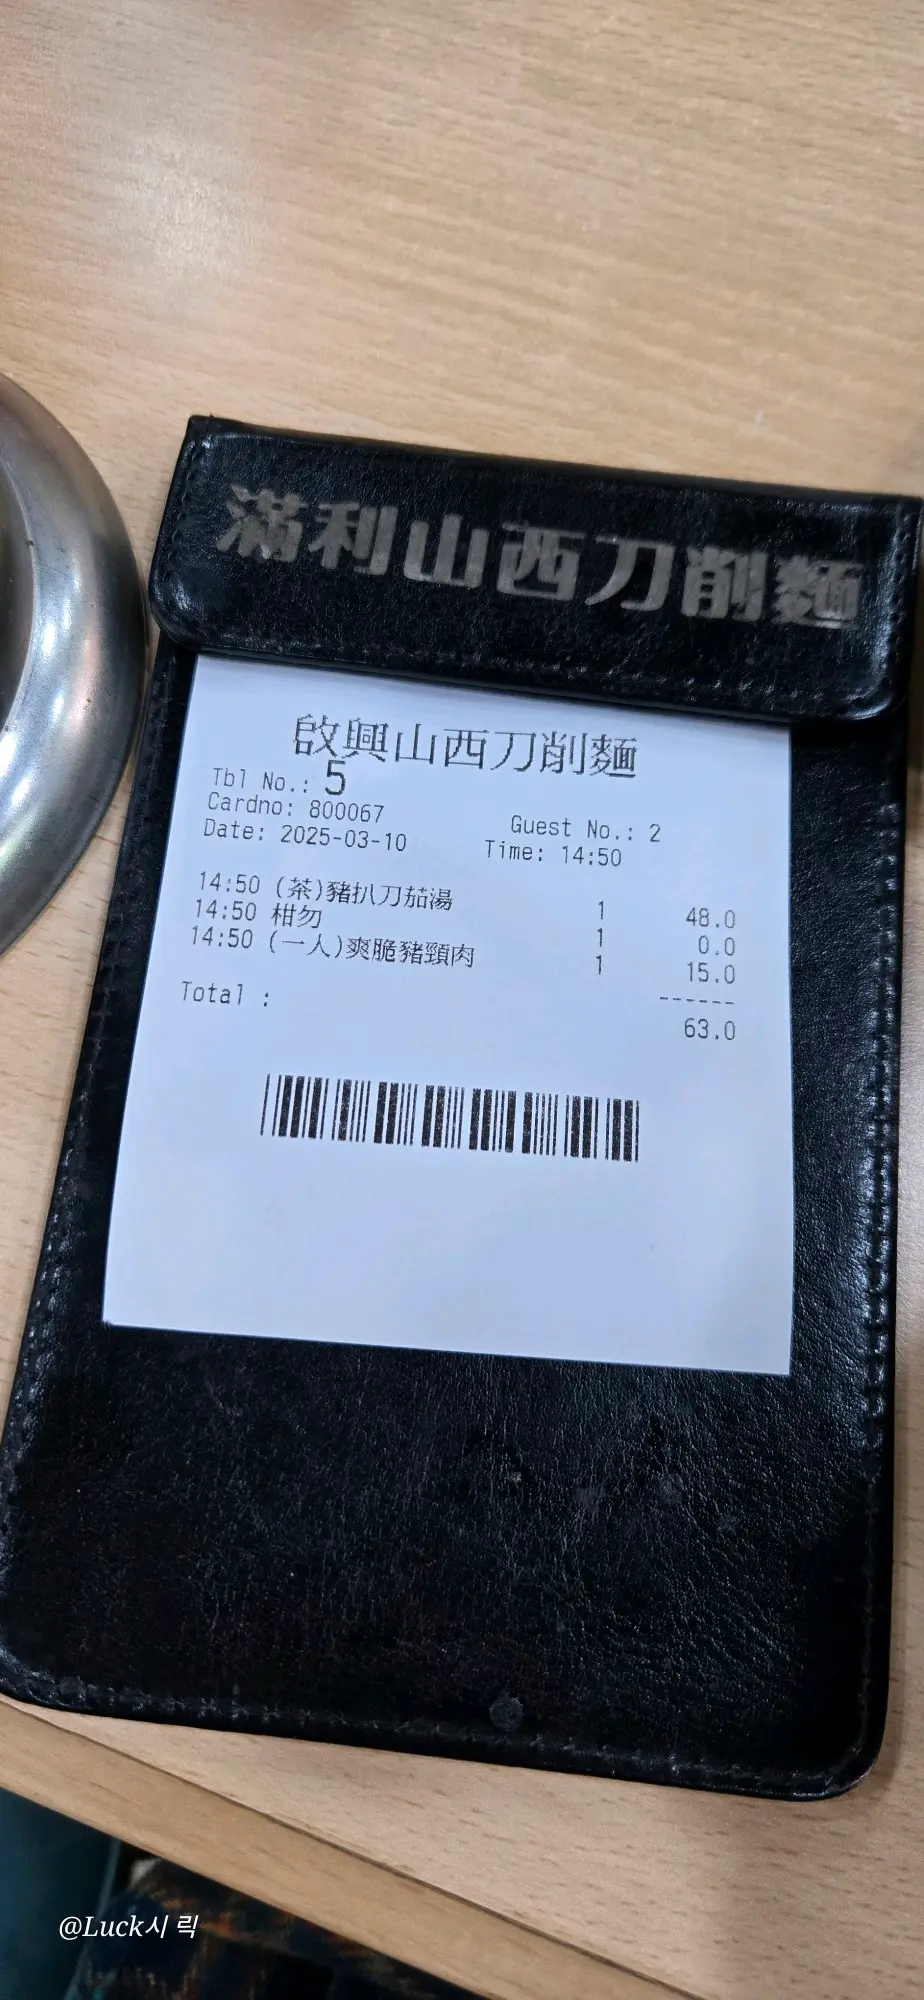 滿利山西刀削麵
啟興山西刀削麵
Tbl No.: 5
Cardno: 800067 Guest No.: 2
Date: 2025-03-10 Time: 14:50
14:50 (茶)豬扒刀茄湯 1 48.0
14:50 柑勿 1 0.0
14:50 (一人)爽脆豬頸肉 1 15.0
------
Total : 63.0
@Luck시 릭